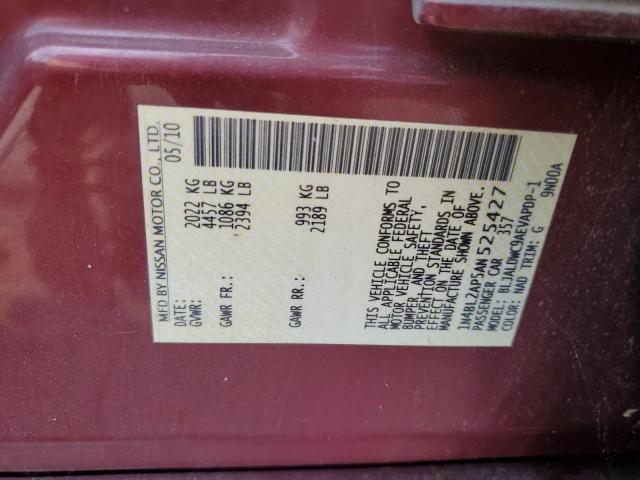 MFD BY NISSAN MOTOR CO., LTD.
DATE: 05/10
GVWR: 2022 KG
4457 LB
GAWR FR.: 1086 KG
2394 LB
GAWR RR.: 993 KG
2189 LB
THIS VEHICLE CONFORMS TO
ALL APPLICABLE FEDERAL
MOTOR VEHICLE SAFETY,
BUMPER, AND THEFT
PREVENTION STANDARDS IN
EFFECT ON THE DATE OF
MANUFACTURE SHOWN ABOVE.
1N4BL2AP5AN525427
PASSENGER CAR 357
MODEL: BLJALDWC9AEVAPDP-1
COLOR: NAD TRIM: G 9N00A